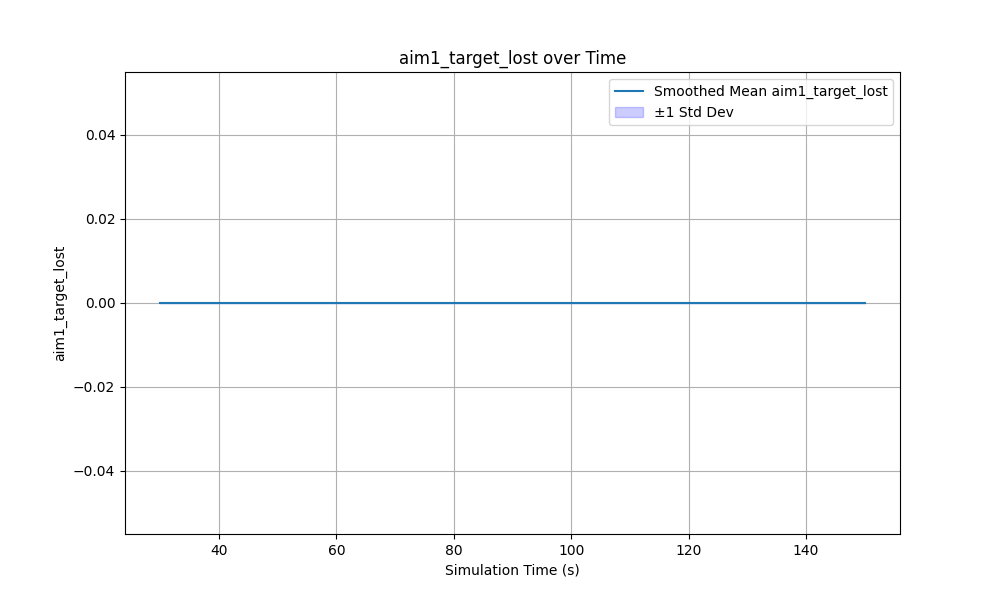 aim1_target_lost over Time
Smoothed Mean aim1_target_lost
±1 Std Dev
aim1_target_lost
0.04
0.02
0.00
−0.02
−0.04
40
60
80
100
120
140
Simulation Time (s)